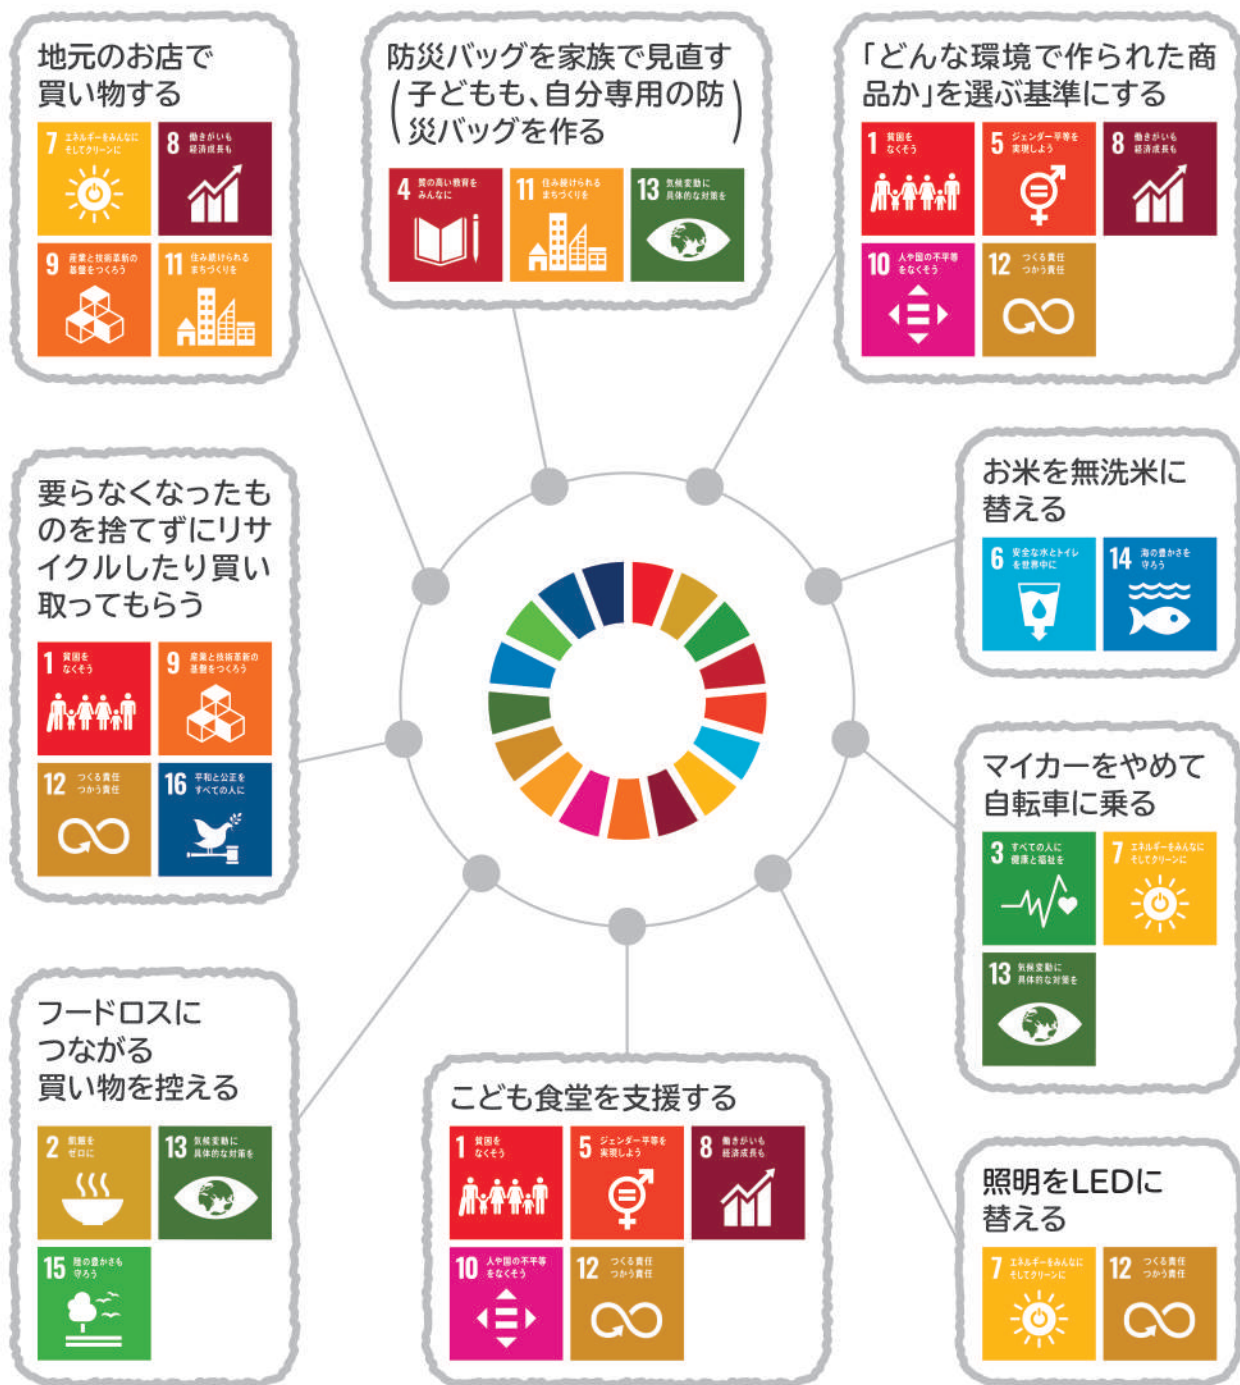 地元のお店で
買い物する
7 エネルギーをみんなに
そしてクリーンに
8 働きがいも
経済成長も
9 産業と技術革新の
基盤をつくろう
11 住み続けられる
まちづくりを
防災バッグを家族で見直す
(子どもも、自分専用の防
災バッグを作る)
4 質の高い教育を
みんなに
11 住み続けられる
まちづくりを
13 気候変動に
具体的な対策を
「どんな環境で作られた商
品か」を選ぶ基準にする
1 貧困を
なくそう
5 ジェンダー平等を
実現しよう
8 働きがいも
経済成長も
10 人や国の不平等
をなくそう
12 つくる責任
つかう責任
お米を無洗米に
替える
6 安全な水とトイレ
を世界中に
14 海の豊かさを
守ろう
要らなくなったも
のを捨てずにリサ
イクルしたり買い
取ってもらう
1 貧困を
なくそう
9 産業と技術革新の
基盤をつくろう
12 つくる責任
つかう責任
16 平和と公正を
すべての人に
マイカーをやめて
自転車に乗る
3 すべての人に
健康と福祉を
7 エネルギーをみんなに
そしてクリーンに
13 気候変動に
具体的な対策を
フードロスに
つながる
買い物を控える
2 飢餓を
ゼロに
13 気候変動に
具体的な対策を
15 陸の豊かさも
守ろう
こども食堂を支援する
1 貧困を
なくそう
5 ジェンダー平等を
実現しよう
8 働きがいも
経済成長も
10 人や国の不平等
をなくそう
12 つくる責任
つかう責任
照明をLEDに
替える
7 エネルギーをみんなに
そしてクリーンに
12 つくる責任
つかう責任